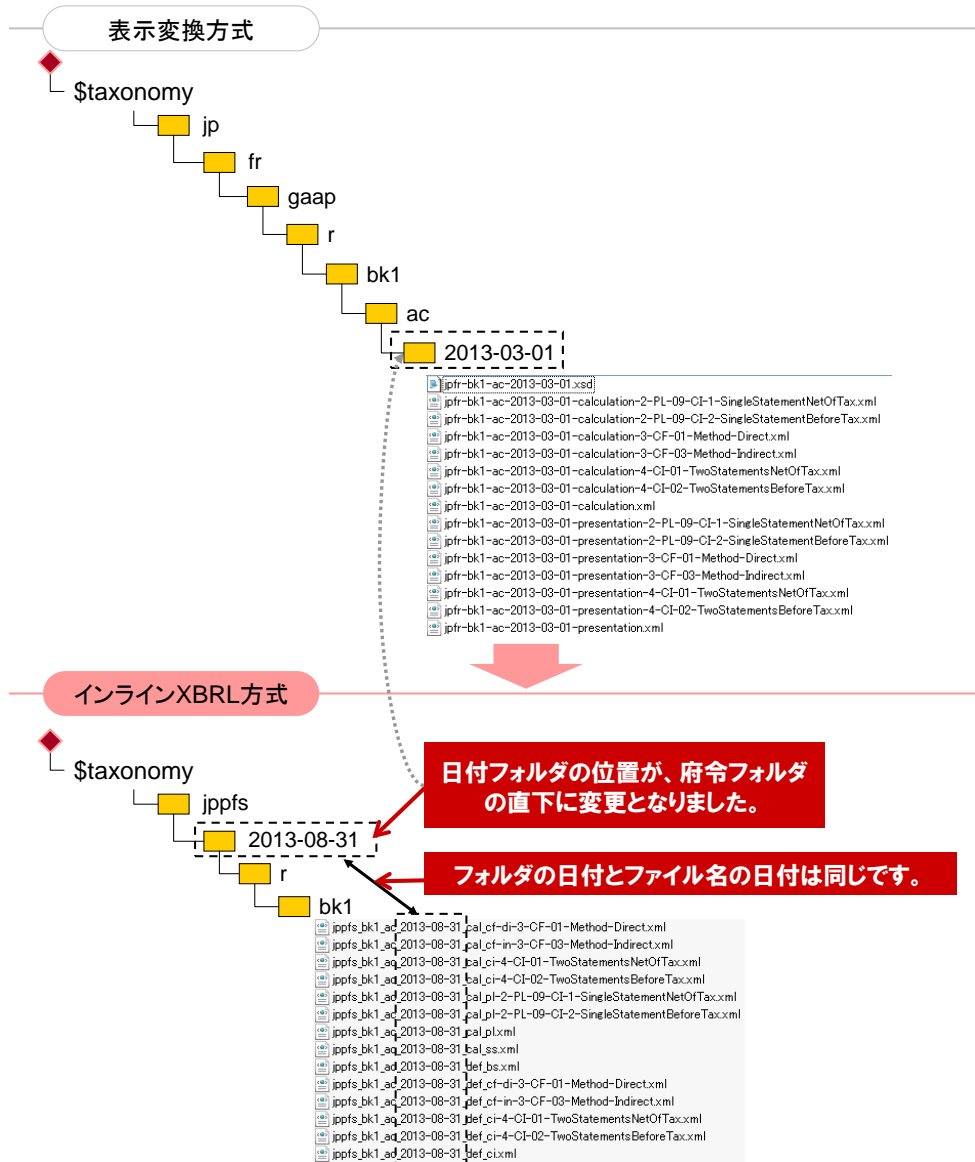 表示変換方式
$taxonomy
jp
fr
gaap
r
bk1
ac
2013-03-01
jpfr-bk1-ac-2013-03-01.xsd
jpfr-bk1-ac-2013-03-01-calculation-2-PL-09-CI-1-SingleStatementNetOfTax.xml
jpfr-bk1-ac-2013-03-01-calculation-2-PL-09-CI-2-SingleStatementBeforeTax.xml
jpfr-bk1-ac-2013-03-01-calculation-3-CF-01-Method-Direct.xml
jpfr-bk1-ac-2013-03-01-calculation-3-CF-03-Method-Indirect.xml
jpfr-bk1-ac-2013-03-01-calculation-4-CI-01-TwoStatementsNetOfTax.xml
jpfr-bk1-ac-2013-03-01-calculation-4-CI-02-TwoStatementsBeforeTax.xml
jpfr-bk1-ac-2013-03-01-calculation.xml
jpfr-bk1-ac-2013-03-01-presentation-2-PL-09-CI-1-SingleStatementNetOfTax.xml
jpfr-bk1-ac-2013-03-01-presentation-2-PL-09-CI-2-SingleStatementBeforeTax.xml
jpfr-bk1-ac-2013-03-01-presentation-3-CF-01-Method-Direct.xml
jpfr-bk1-ac-2013-03-01-presentation-3-CF-03-Method-Indirect.xml
jpfr-bk1-ac-2013-03-01-presentation-4-CI-01-TwoStatementsNetOfTax.xml
jpfr-bk1-ac-2013-03-01-presentation-4-CI-02-TwoStatementsBeforeTax.xml
jpfr-bk1-ac-2013-03-01-presentation.xml
インラインXBRL方式
$taxonomy
jppfs
2013-08-31
r
bk1
日付フォルダの位置が、府令フォルダ
の直下に変更となりました。
フォルダの日付とファイル名の日付は同じです。
jppfs_bk1_ac_2013-08-31_cal_cf-di-3-CF-01-Method-Direct.xml
jppfs_bk1_ac_2013-08-31_cal_cf-in-3-CF-03-Method-Indirect.xml
jppfs_bk1_ac_2013-08-31_cal_ci-4-CI-01-TwoStatementsNetOfTax.xml
jppfs_bk1_ac_2013-08-31_cal_ci-4-CI-02-TwoStatementsBeforeTax.xml
jppfs_bk1_ac_2013-08-31_cal_pl-2-PL-09-CI-1-SingleStatementNetOfTax.xml
jppfs_bk1_ac_2013-08-31_cal_pl-2-PL-09-CI-2-SingleStatementBeforeTax.xml
jppfs_bk1_ac_2013-08-31_cal_pl.xml
jppfs_bk1_ac_2013-08-31_cal_ss.xml
jppfs_bk1_ac_2013-08-31_def_bs.xml
jppfs_bk1_ac_2013-08-31_def_cf-di-3-CF-01-Method-Direct.xml
jppfs_bk1_ac_2013-08-31_def_cf-in-3-CF-03-Method-Indirect.xml
jppfs_bk1_ac_2013-08-31_def_ci-4-CI-01-TwoStatementsNetOfTax.xml
jppfs_bk1_ac_2013-08-31_def_ci-4-CI-02-TwoStatementsBeforeTax.xml
jppfs_bk1_ac_2013-08-31_def_ci.xml